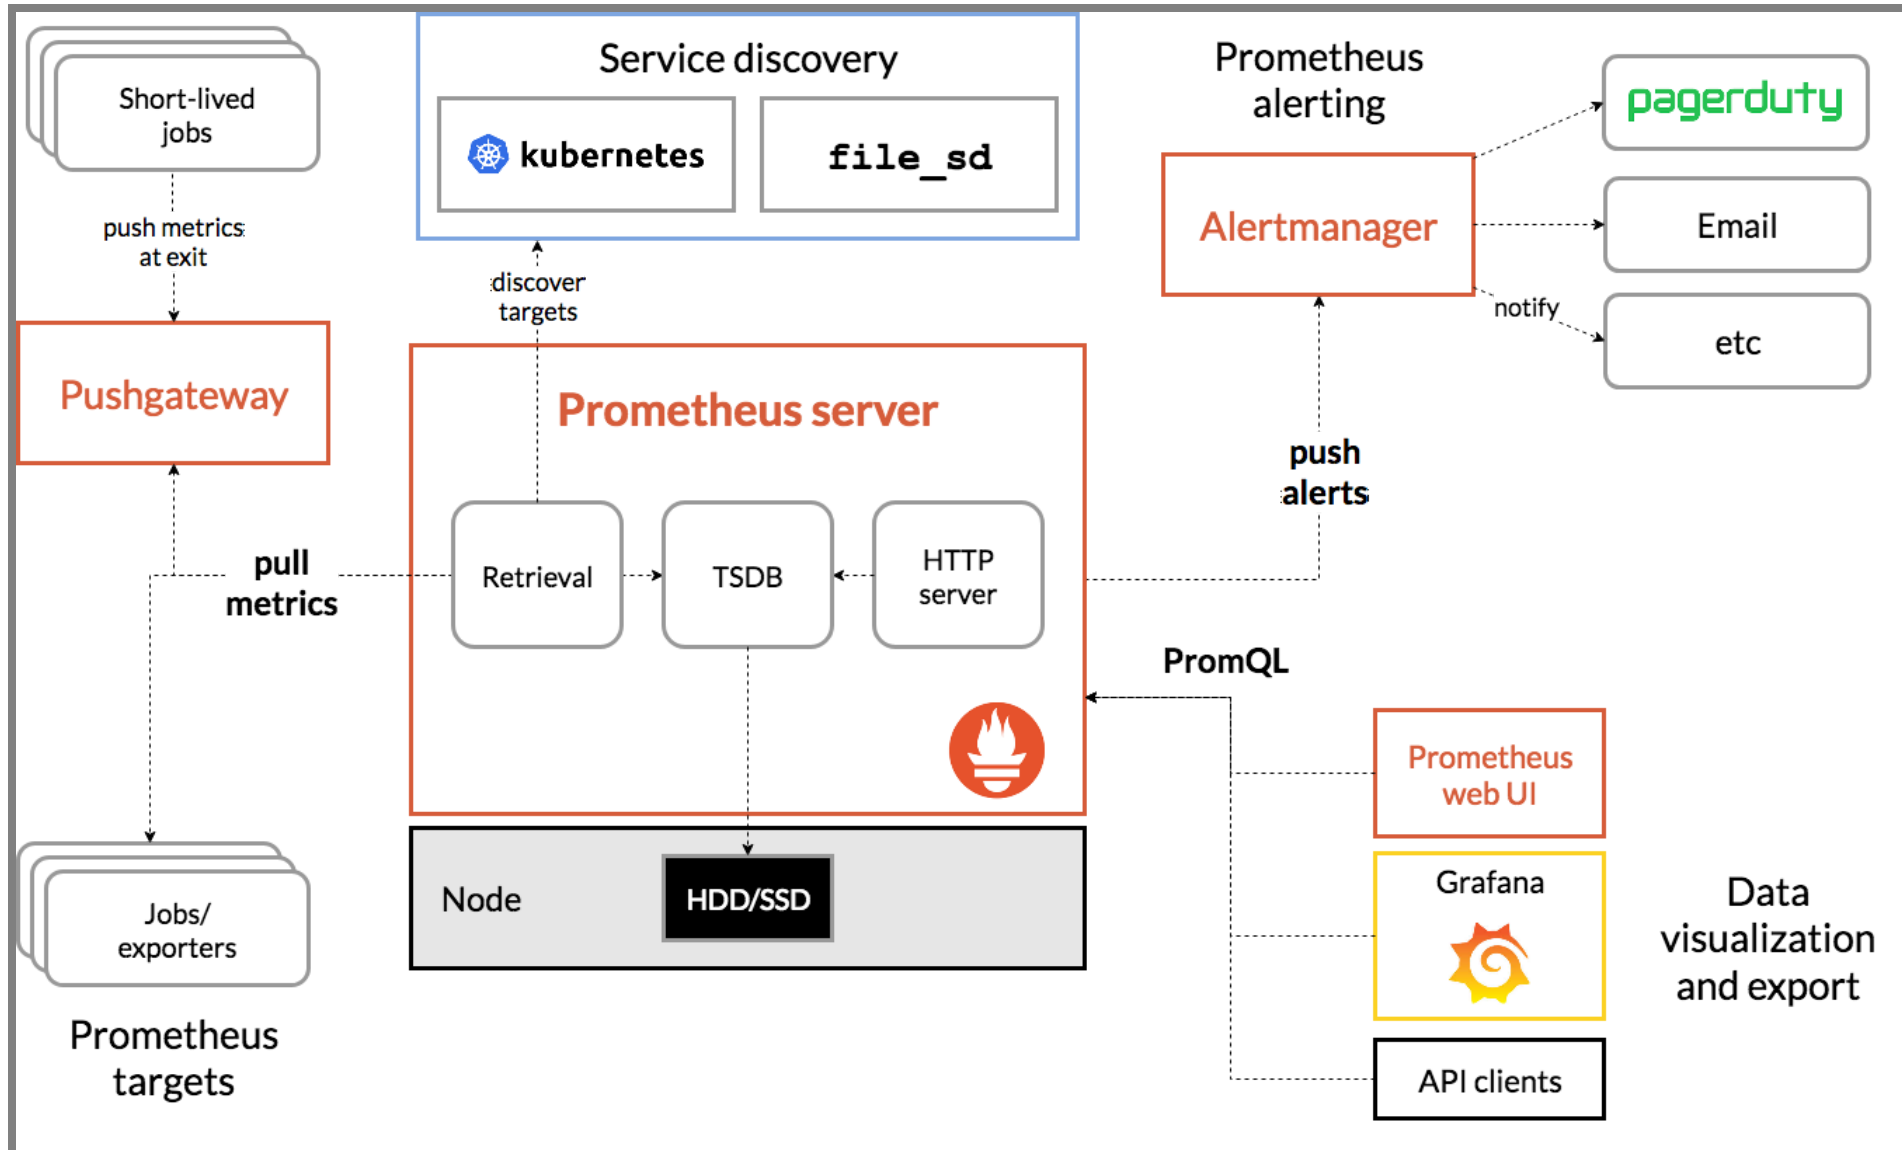 Short-lived
jobs
push metrics
at exit
Pushgateway
pull
metrics
Jobs/
exporters
Prometheus
targets
Service discovery
kubernetes
file_sd
discover
targets
Prometheus server
Retrieval
TSDB
HTTP
server
Node
HDD/SSD
Prometheus
alerting
Alertmanager
pagerduty
Email
notify
etc
push
alerts
PromQL
Prometheus
web UI
Grafana
API clients
Data
visualization
and export